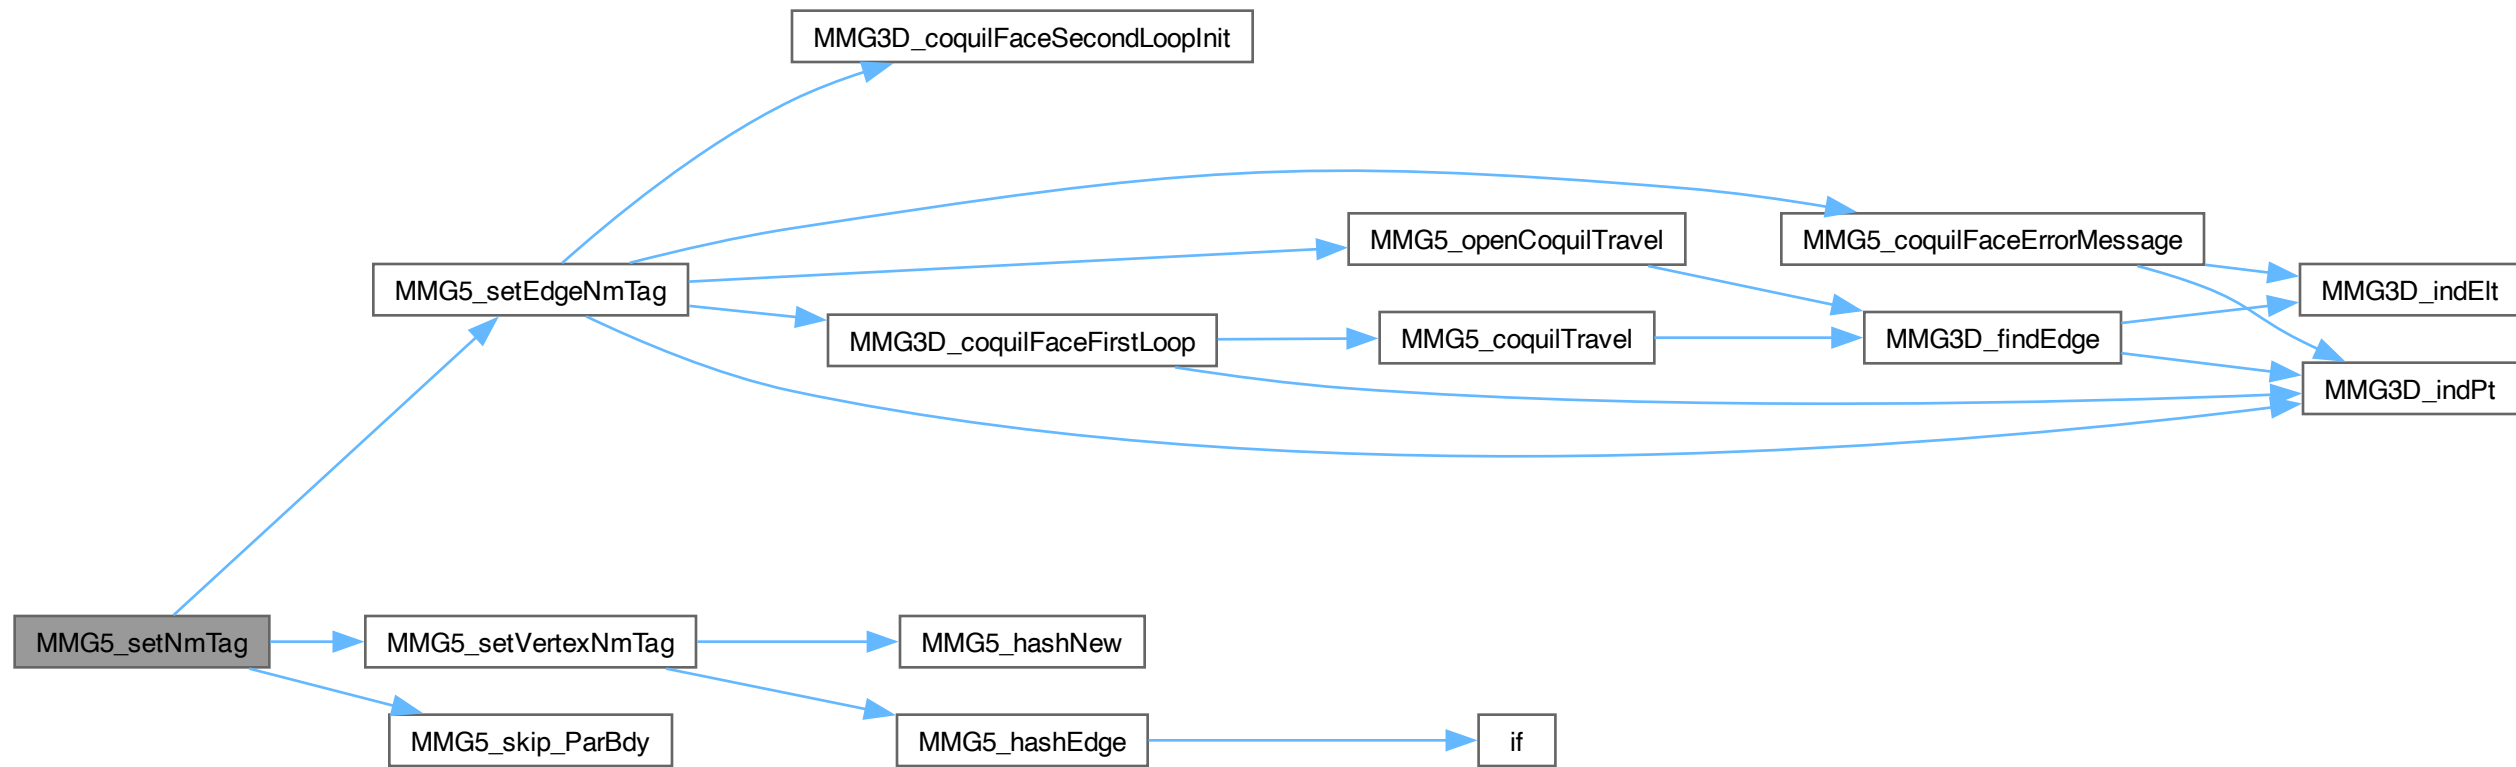 MMG3D_coquilFaceSecondLoopInit
MMG5_openCoquilTravel
MMG5_coquilFaceErrorMessage
MMG5_setEdgeNmTag
MMG3D_indElt
MMG3D_coquilFaceFirstLoop
MMG5_coquilTravel
MMG3D_findEdge
MMG3D_indPt
MMG5_setNmTag
MMG5_setVertexNmTag
MMG5_hashNew
MMG5_skip_ParBdy
MMG5_hashEdge
if